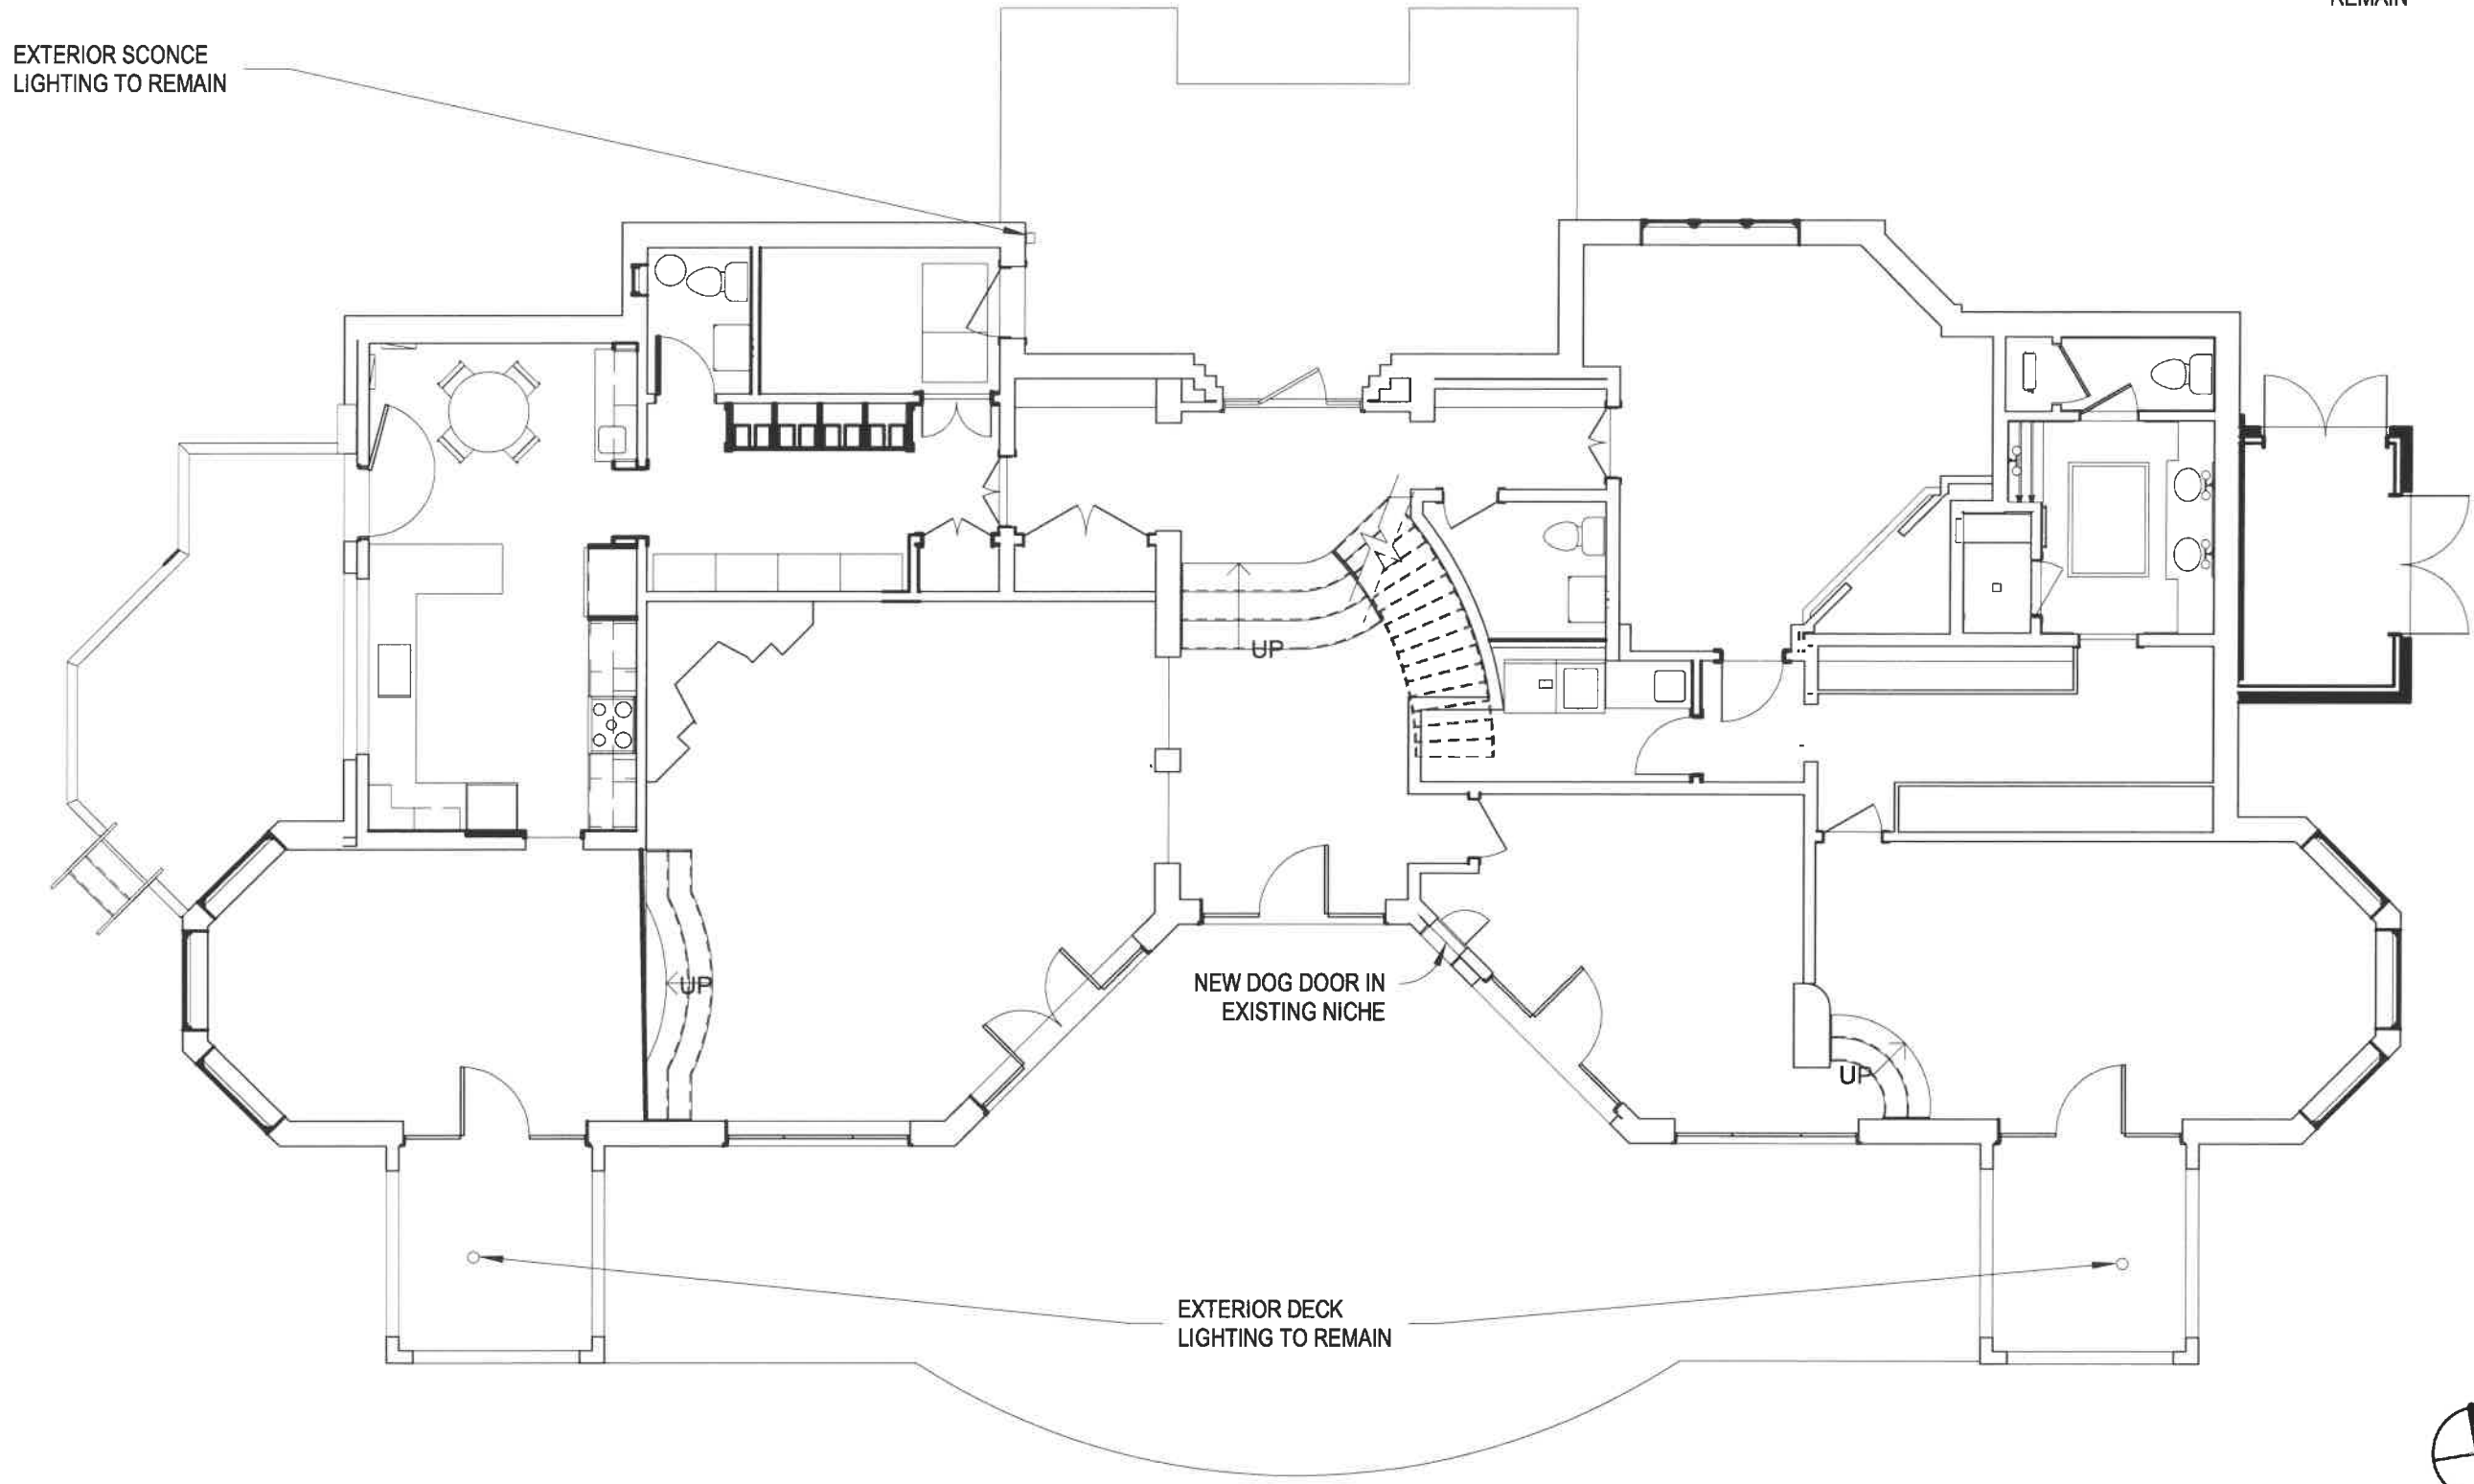 REMAIN
EXTERIOR SCONCE
LIGHTING TO REMAIN
UP
UP
NEW DOG DOOR IN
EXISTING NICHE
UP
EXTERIOR DECK
LIGHTING TO REMAIN